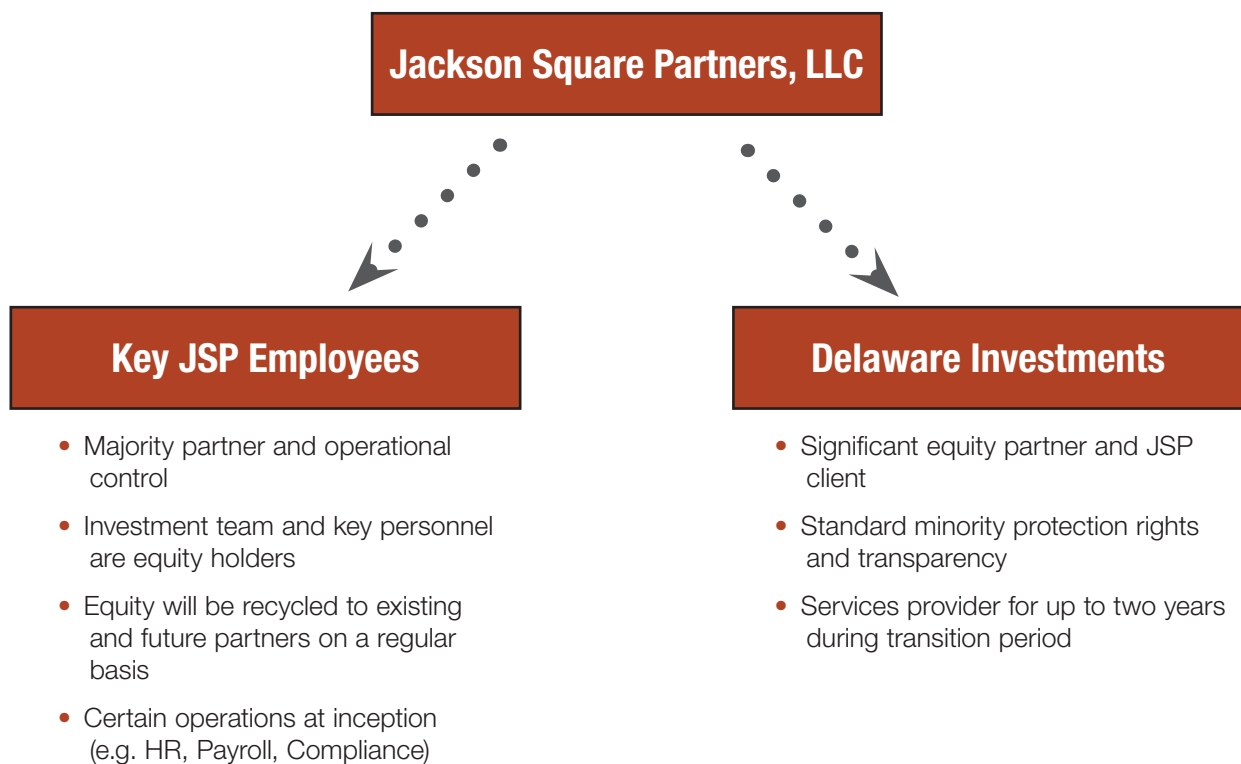 Jackson Square Partners, LLC
Key JSP Employees
• Majority partner and operational
control
• Investment team and key personnel
are equity holders
• Equity will be recycled to existing
and future partners on a regular
basis
• Certain operations at inception
(e.g. HR, Payroll, Compliance)
Delaware Investments
• Significant equity partner and JSP
client
• Standard minority protection rights
and transparency
• Services provider for up to two years
during transition period